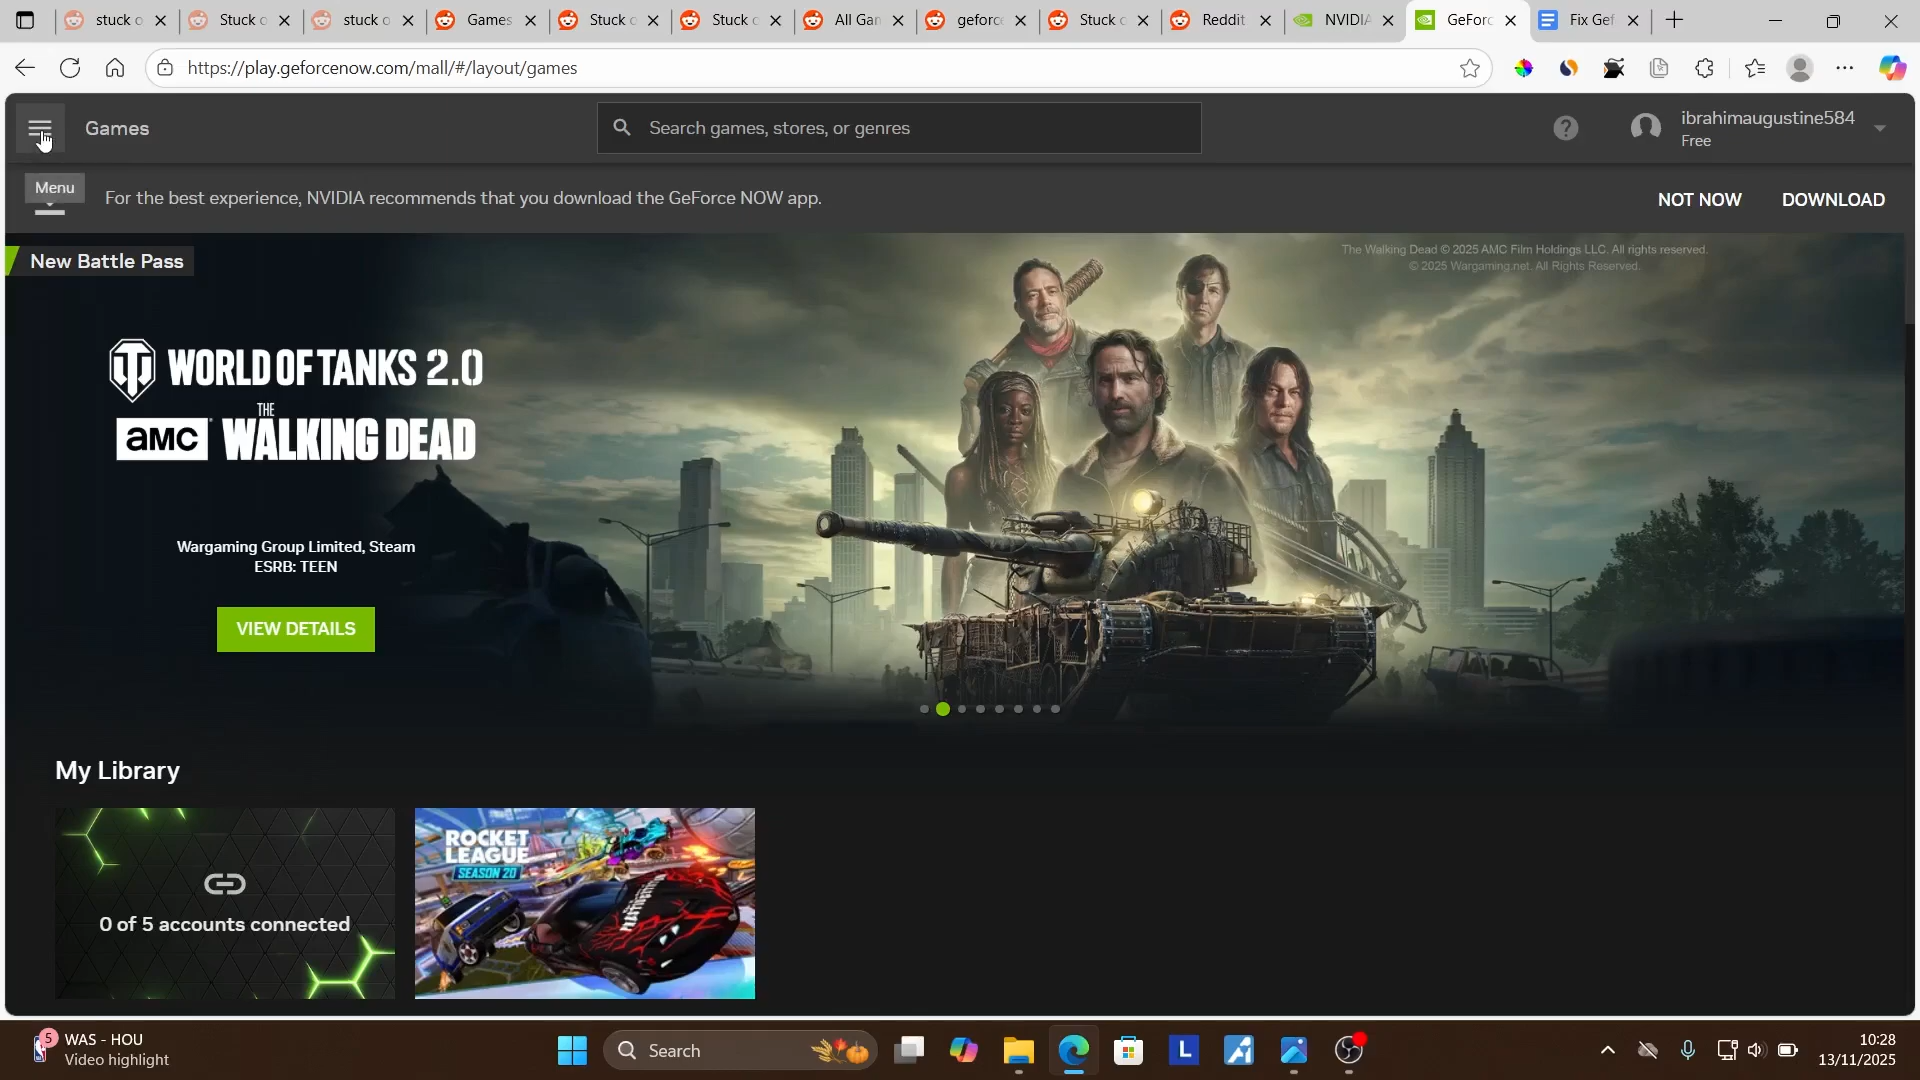 stuck o
Stuck o
stuck o
Games
Stuck o
Stuck o
All Gam
geforc
Stuck o
Reddit
NVIDIA
GeForc
Fix Gef
https://play.geforcenow.com/mall/#/layout/games
Games
Search games, stores, or genres
ibrahimaugustine584
Free
Menu
For the best experience, NVIDIA recommends that you download the GeForce NOW app.
NOT NOW
DOWNLOAD
New Battle Pass
The Walking Dead © 2025 AMC Film Holdings LLC. All rights reserved.
© 2025 Wargaming.net. All Rights Reserved.
WORLD OF TANKS 2.0
AMC THE WALKING DEAD
Wargaming Group Limited, Steam
ESRB: TEEN
VIEW DETAILS
My Library
0 of 5 accounts connected
ROCKET
LEAGUE
SEASON 20
5
WAS - HOU
Video highlight
Search
L
10:28
13/11/2025